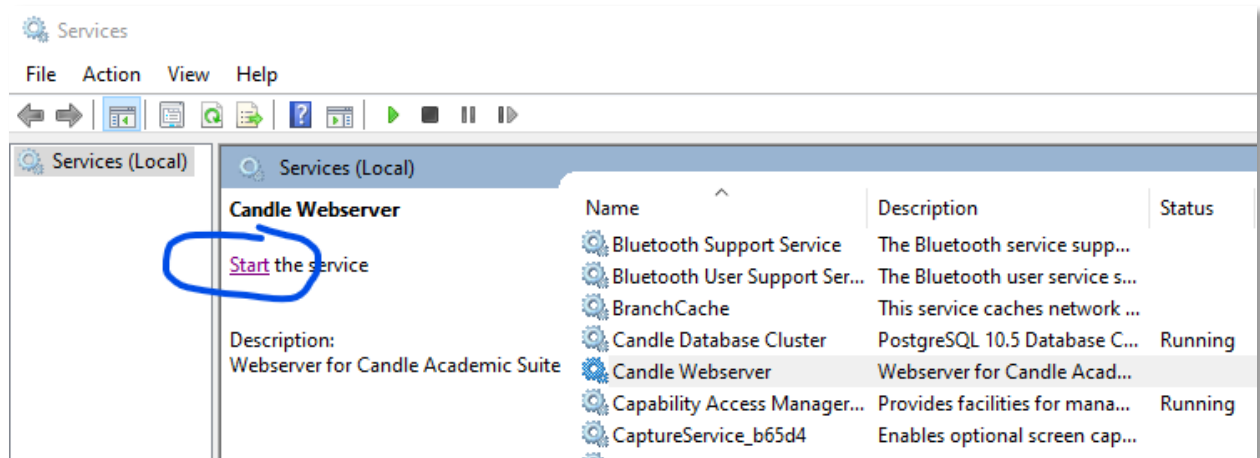 Services
File Action View Help
Services (Local)
Services (Local)
Candle Webserver
Start the service
Description:
Webserver for Candle Academic Suite
Name Description Status
Bluetooth Support Service The Bluetooth service supp...
Bluetooth User Support Ser... The Bluetooth user service s...
BranchCache This service caches network ...
Candle Database Cluster PostgreSQL 10.5 Database C... Running
Candle Webserver Webserver for Candle Acad...
Capability Access Manager... Provides facilities for mana... Running
CaptureService_b65d4 Enables optional screen cap...